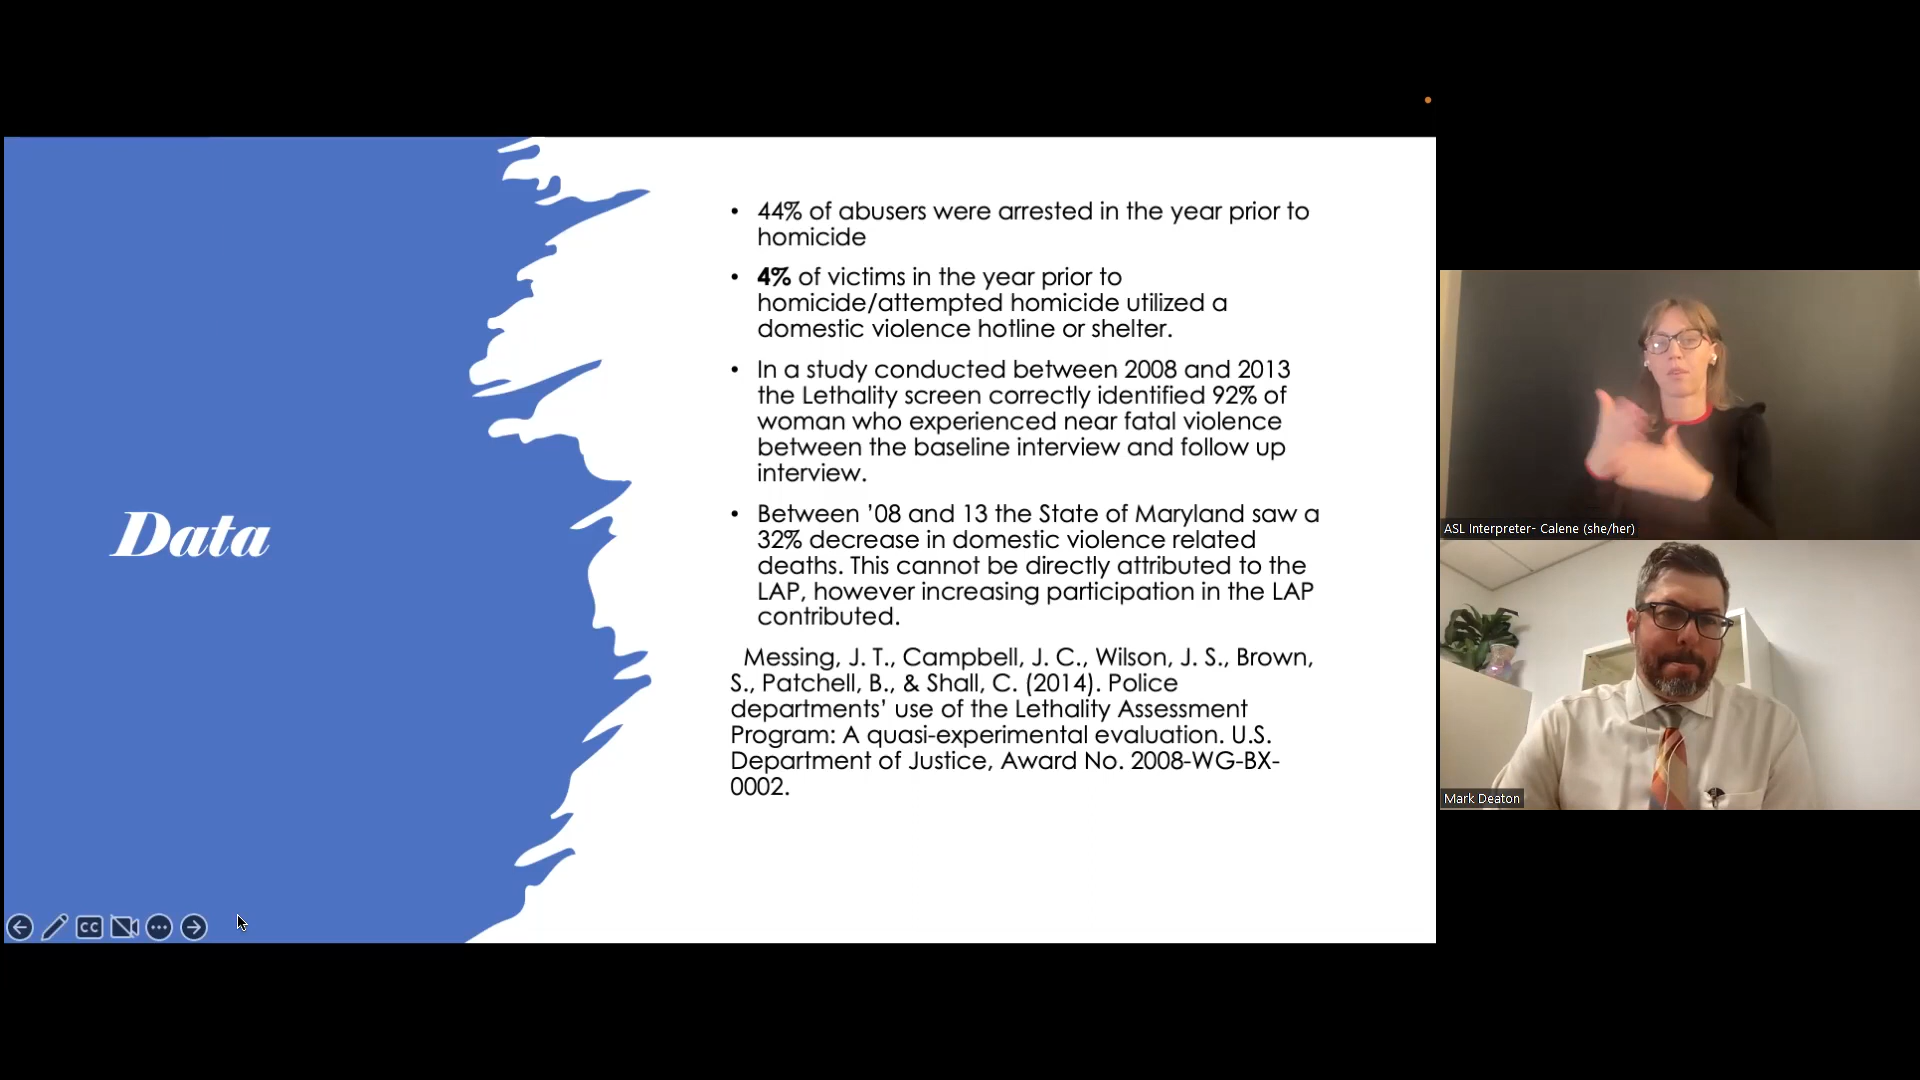 Data
• 44% of abusers were arrested in the year prior to
homicide
• 4% of victims in the year prior to
homicide/attempted homicide utilized a
domestic violence hotline or shelter.
• In a study conducted between 2008 and 2013
the Lethality screen correctly identified 92% of
woman who experienced near fatal violence
between the baseline interview and follow up
interview.
• Between ’08 and 13 the State of Maryland saw a
32% decrease in domestic violence related
deaths. This cannot be directly attributed to the
LAP, however increasing participation in the LAP
contributed.
Messing, J. T., Campbell, J. C., Wilson, J. S., Brown,
S., Patchell, B., & Shall, C. (2014). Police
departments’ use of the Lethality Assessment
Program: A quasi-experimental evaluation. U.S.
Department of Justice, Award No. 2008-WG-BX-
0002.
CC
ASL Interpreter- Calene (she/her)
Mark Deaton